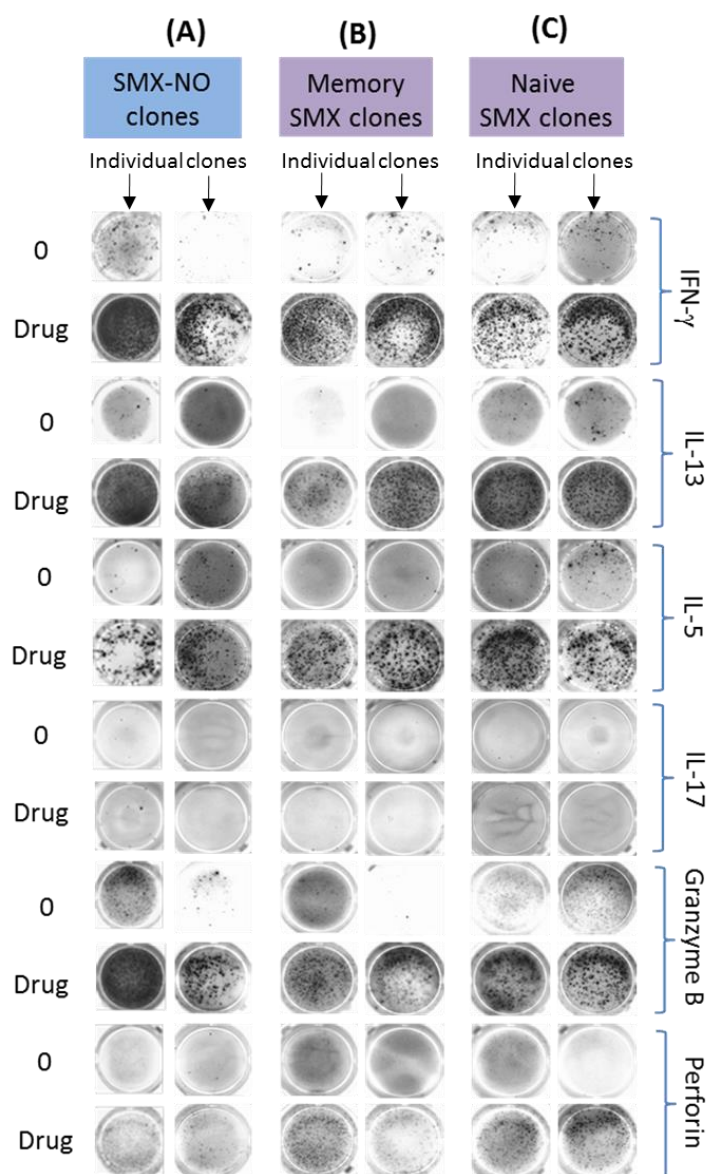 (A) (B) (C)
SMX-NO
clones
Memory
SMX clones
Naive
SMX clones
Individual clones Individual clones Individual clones
0
Drug
IFN-γ
0
Drug
IL-13
0
Drug
IL-5
0
Drug
IL-17
0
Drug
Granzyme B
0
Drug
Perforin